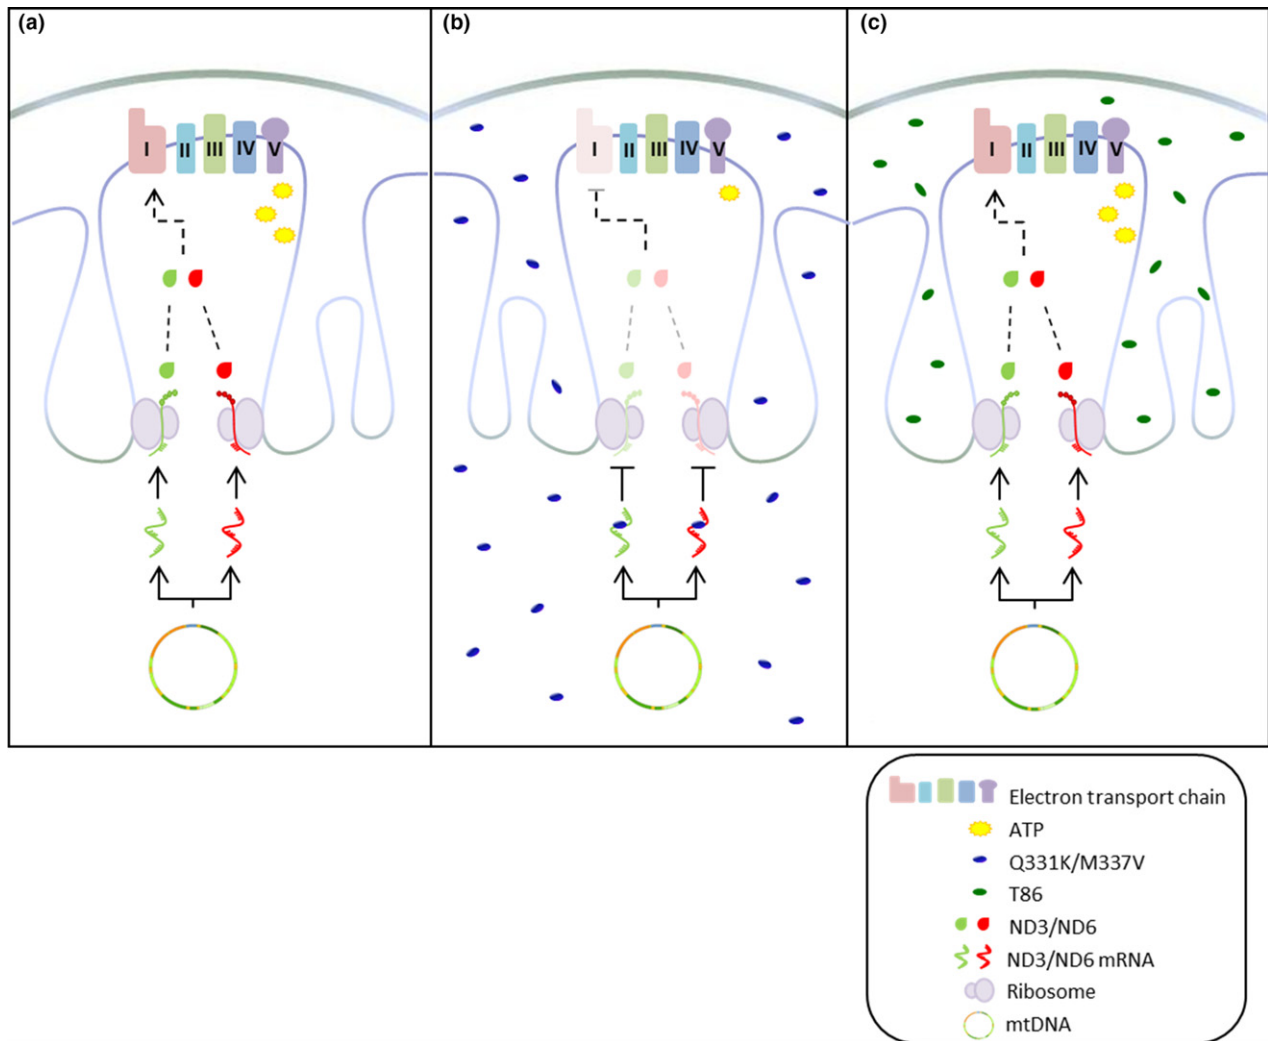 (a)
(b)
(c)
I II III IV V
I II III IV V
I II III IV V
Electron transport chain
ATP
Q331K/M337V
T86
ND3/ND6
ND3/ND6 mRNA
Ribosome
mtDNA